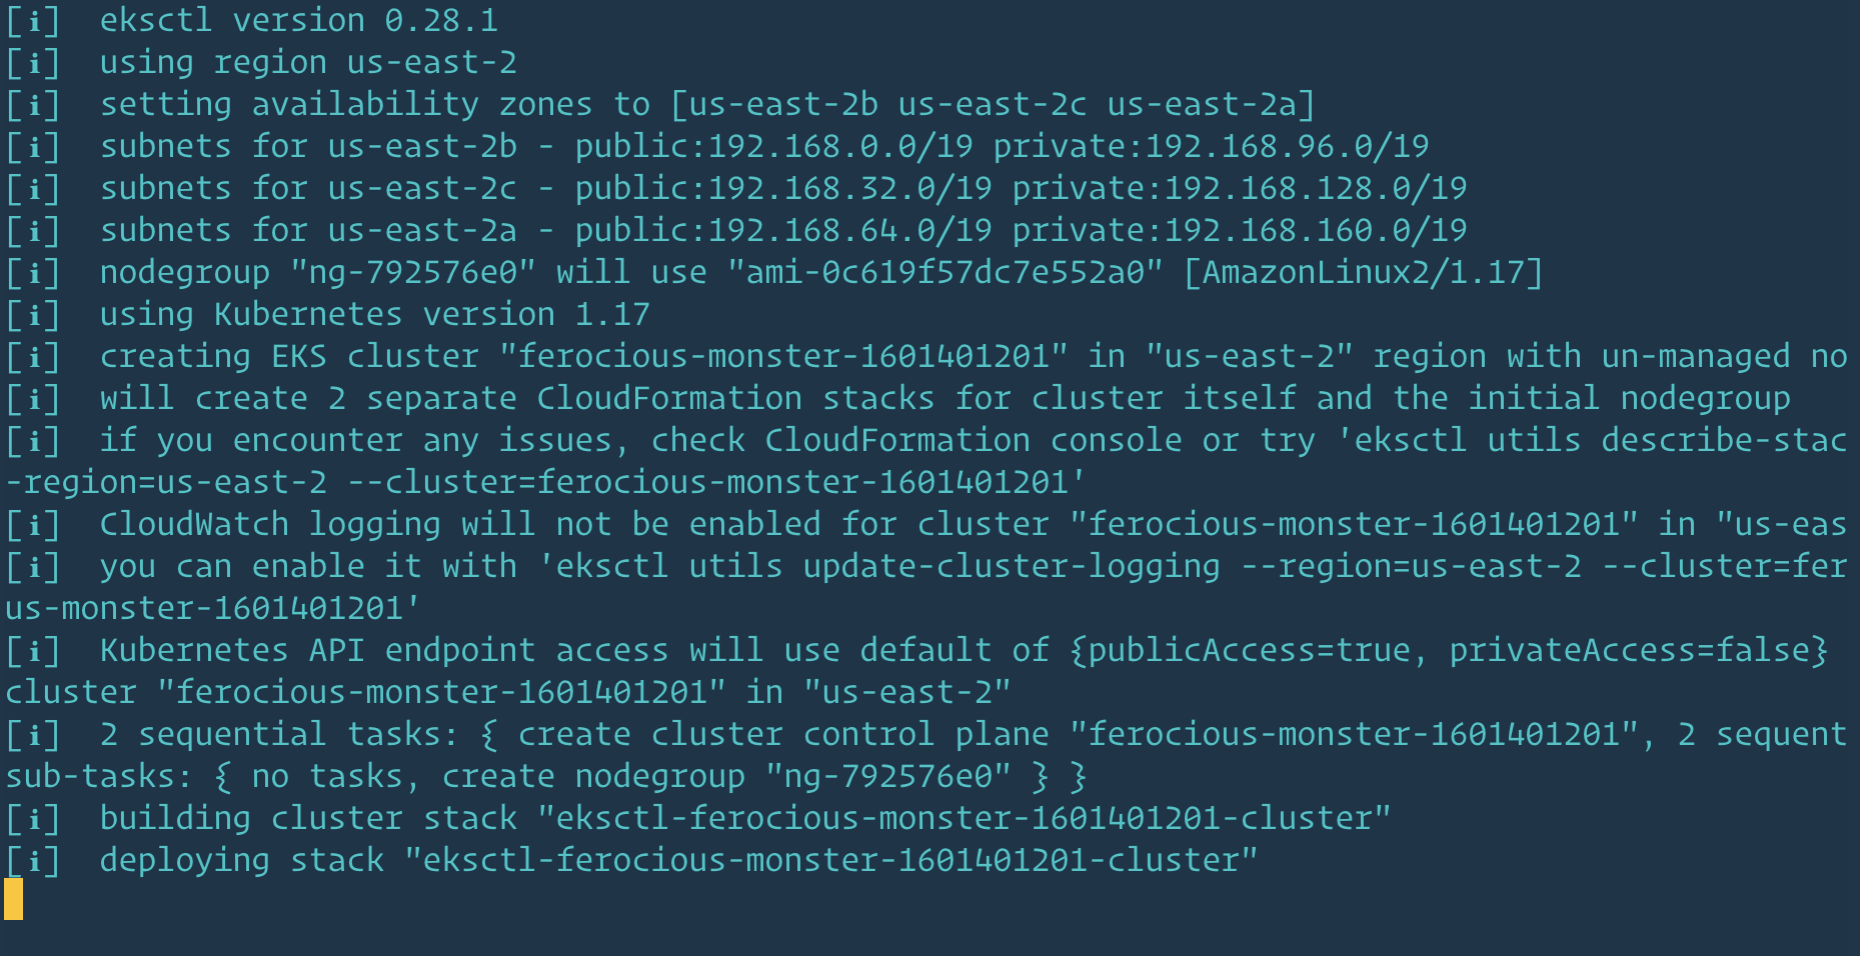 [ℹ]  eksctl version 0.28.1
[ℹ]  using region us-east-2
[ℹ]  setting availability zones to [us-east-2b us-east-2c us-east-2a]
[ℹ]  subnets for us-east-2b - public:192.168.0.0/19 private:192.168.96.0/19
[ℹ]  subnets for us-east-2c - public:192.168.32.0/19 private:192.168.128.0/19
[ℹ]  subnets for us-east-2a - public:192.168.64.0/19 private:192.168.160.0/19
[ℹ]  nodegroup "ng-792576e0" will use "ami-0c619f57dc7e552a0" [AmazonLinux2/1.17]
[ℹ]  using Kubernetes version 1.17
[ℹ]  creating EKS cluster "ferocious-monster-1601401201" in "us-east-2" region with un-managed no
[ℹ]  will create 2 separate CloudFormation stacks for cluster itself and the initial nodegroup
[ℹ]  if you encounter any issues, check CloudFormation console or try 'eksctl utils describe-stac
-region=us-east-2 --cluster=ferocious-monster-1601401201'
[ℹ]  CloudWatch logging will not be enabled for cluster "ferocious-monster-1601401201" in "us-eas
[ℹ]  you can enable it with 'eksctl utils update-cluster-logging --region=us-east-2 --cluster=fer
us-monster-1601401201'
[ℹ]  Kubernetes API endpoint access will use default of {publicAccess=true, privateAccess=false}
cluster "ferocious-monster-1601401201" in "us-east-2"
[ℹ]  2 sequential tasks: { create cluster control plane "ferocious-monster-1601401201", 2 sequent
sub-tasks: { no tasks, create nodegroup "ng-792576e0" } }
[ℹ]  building cluster stack "eksctl-ferocious-monster-1601401201-cluster"
[ℹ]  deploying stack "eksctl-ferocious-monster-1601401201-cluster"